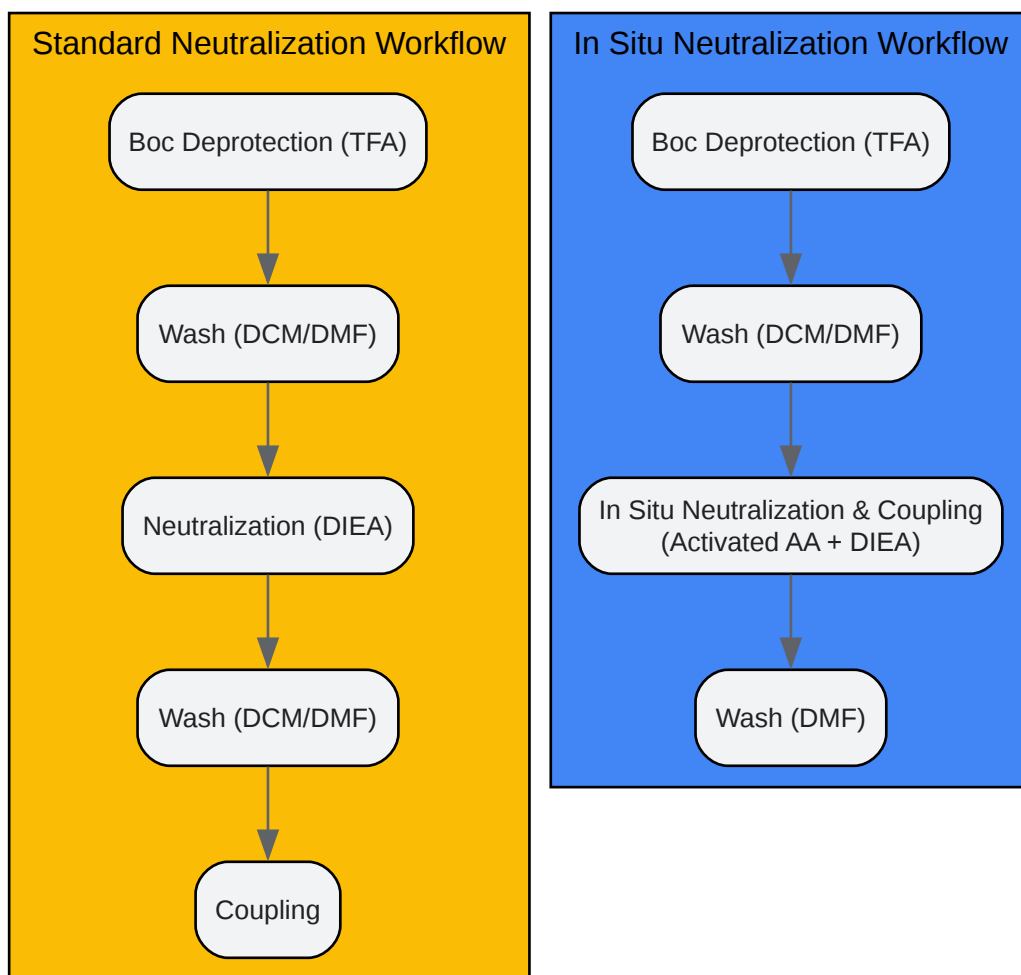 Standard Neutralization Workflow
Boc Deprotection (TFA)
Wash (DCM/DMF)
Neutralization (DIEA)
Wash (DCM/DMF)
Coupling
In Situ Neutralization Workflow
Boc Deprotection (TFA)
Wash (DCM/DMF)
In Situ Neutralization & Coupling
(Activated AA + DIEA)
Wash (DMF)